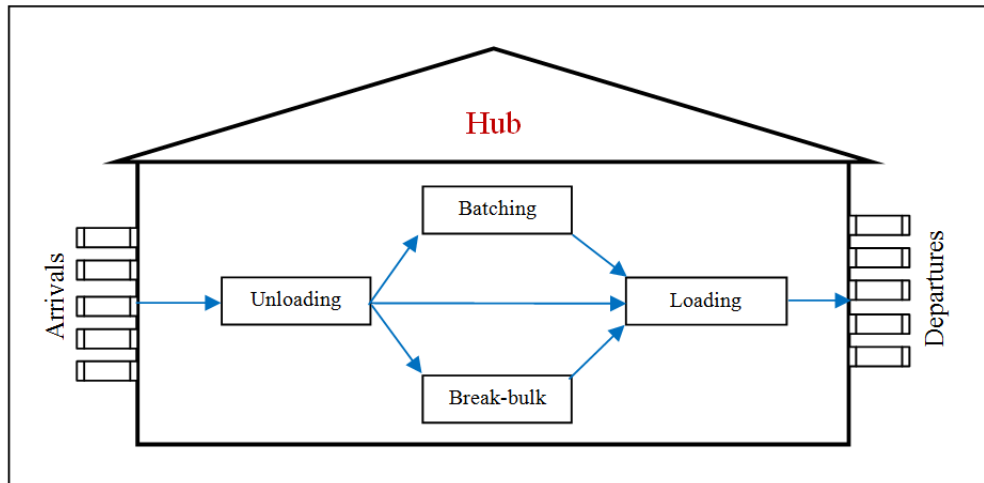 Hub
Batching
Arrivals
Unloading
Loading
Departures
Break-bulk